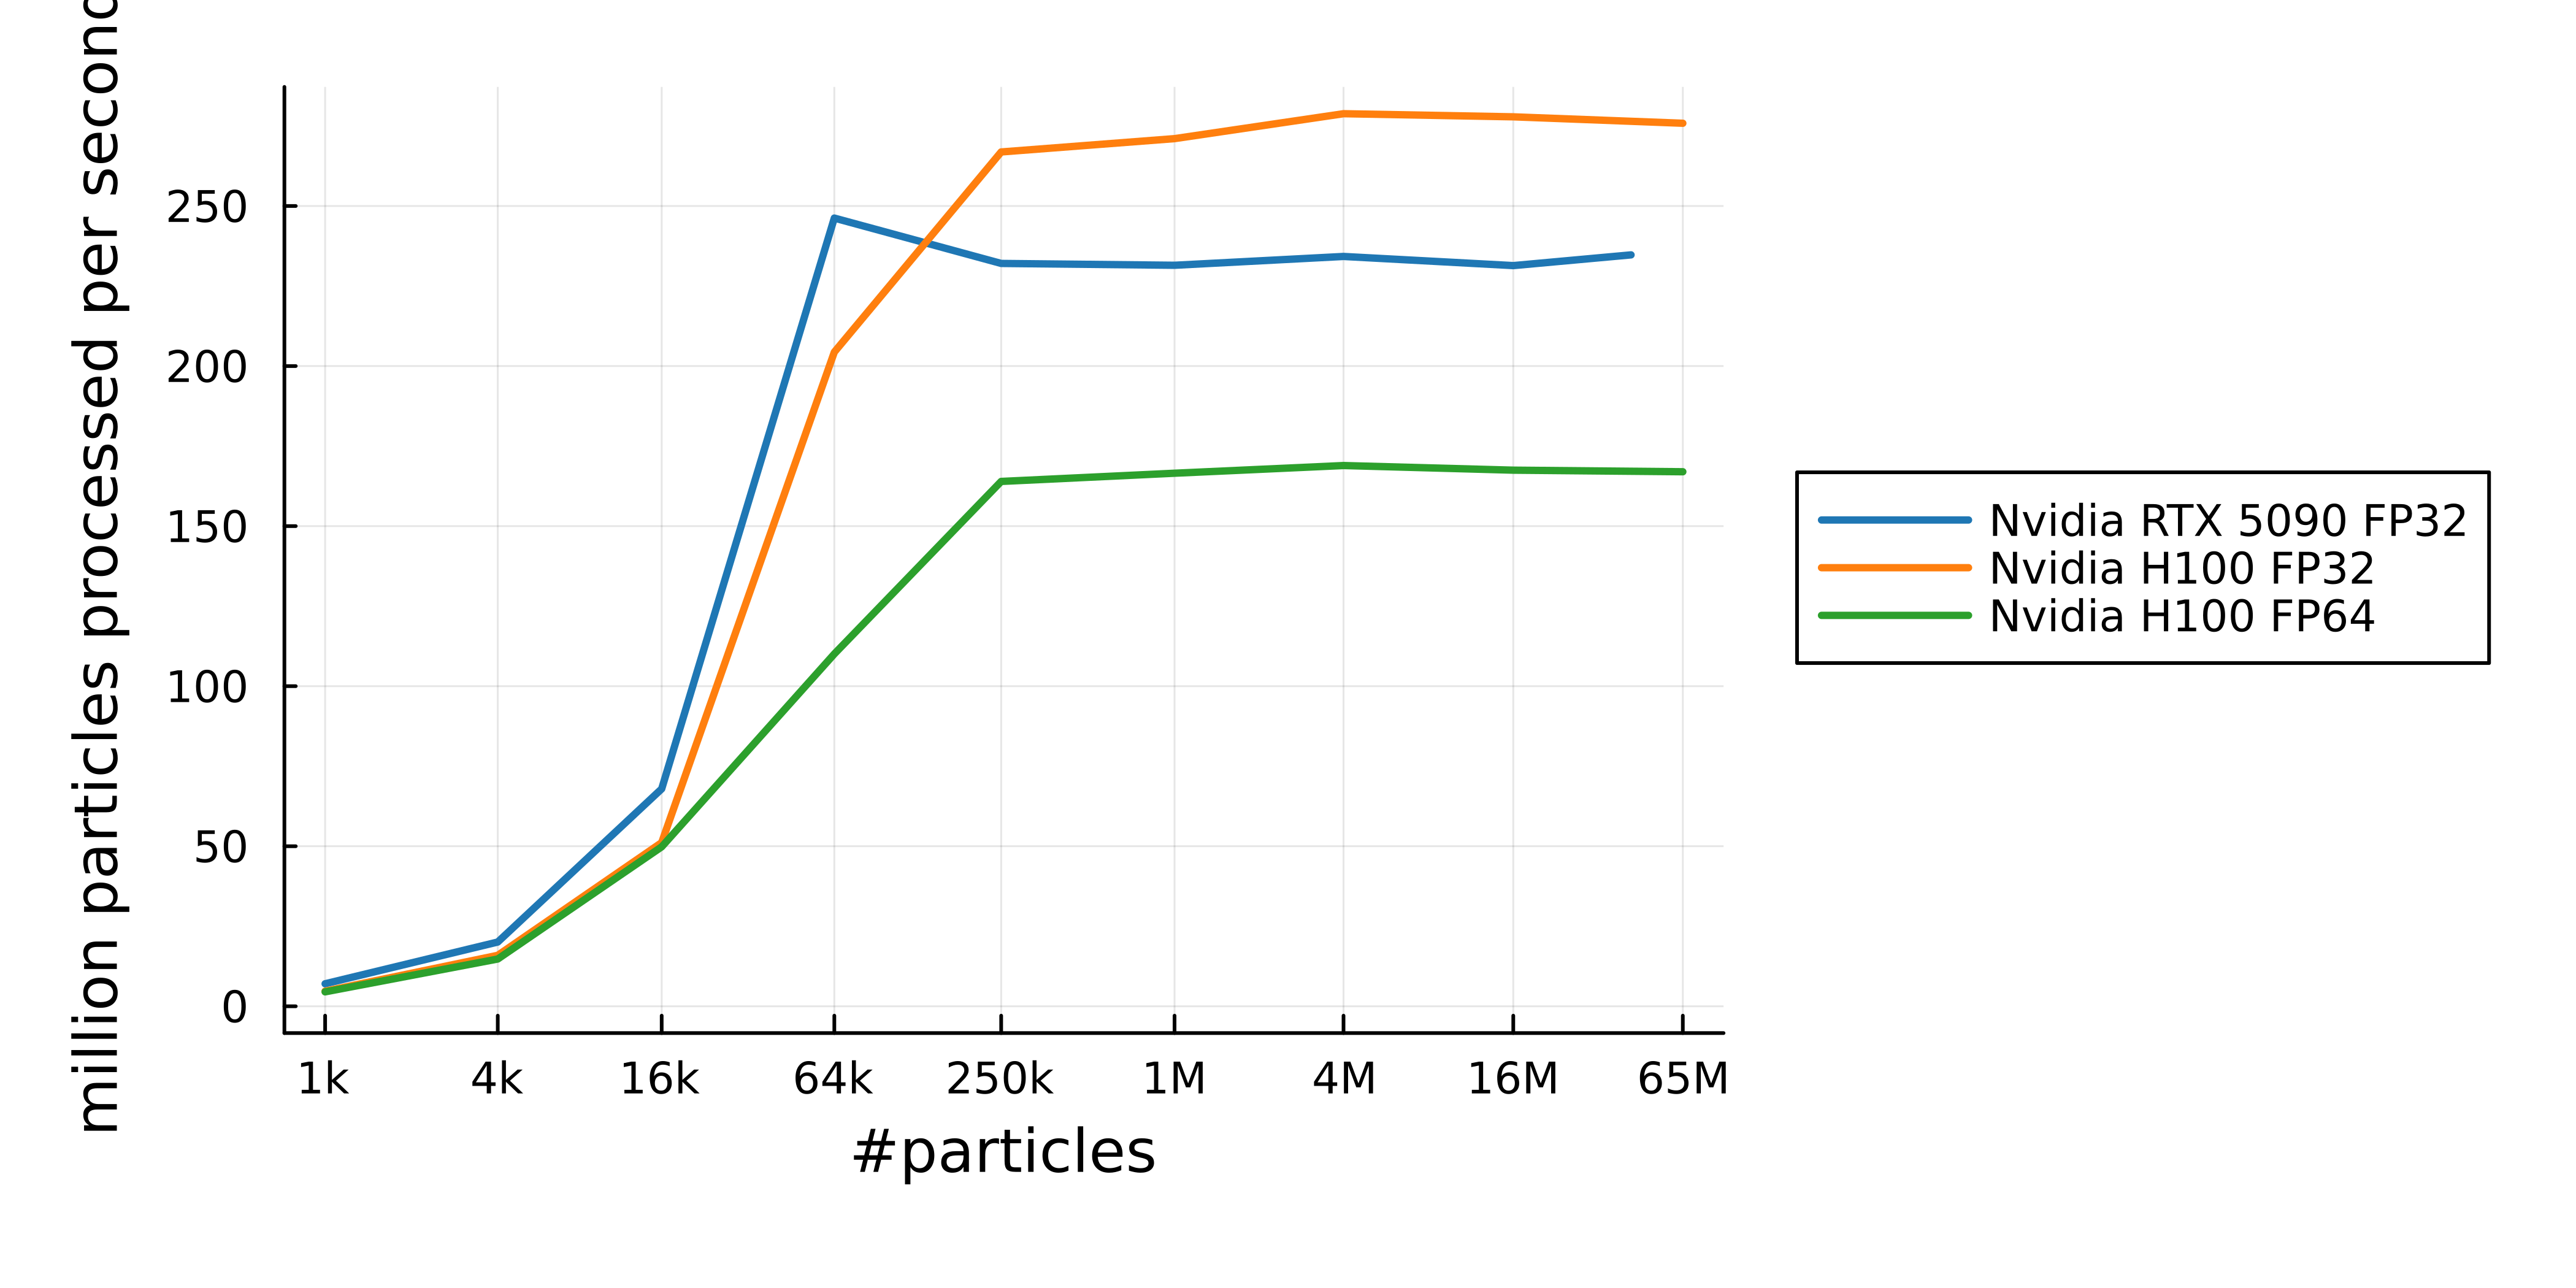 million particles processed per second
250
200
150
100
50
0
1k 4k 16k 64k 250k 1M 4M 16M 65M
#particles
Nvidia RTX 5090 FP32
Nvidia H100 FP32
Nvidia H100 FP64